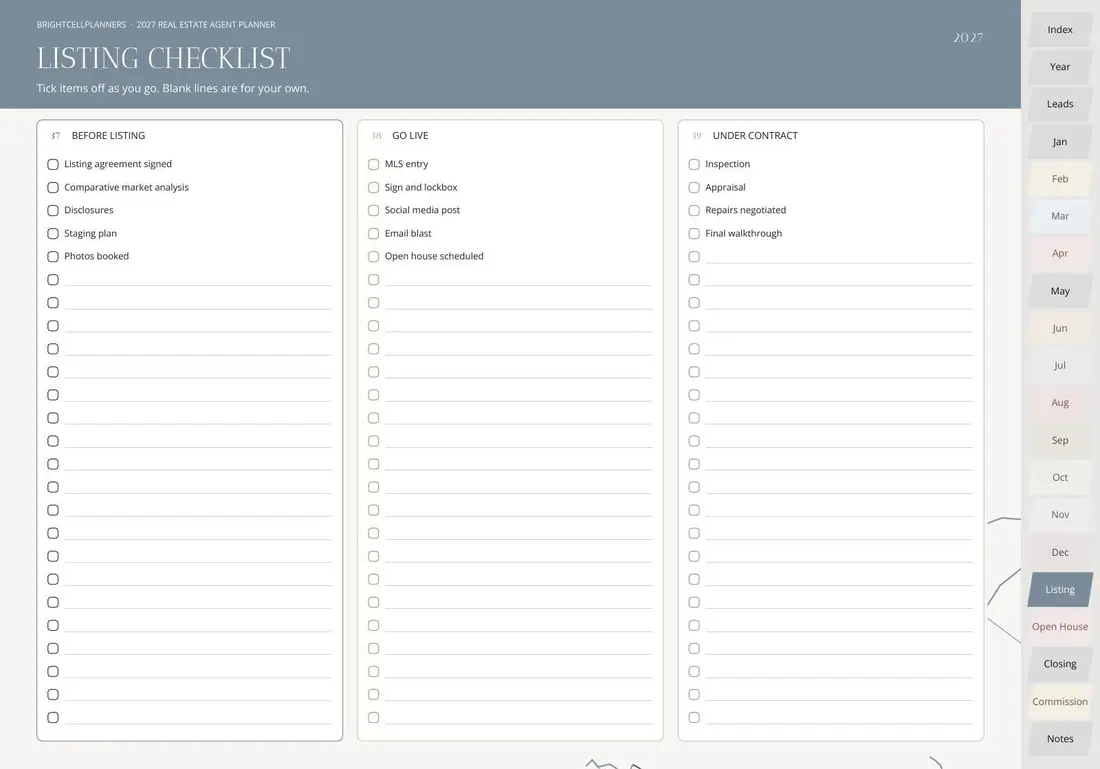 BRIGHTCELLPLANNERS · 2027 REAL ESTATE AGENT PLANNER
LISTING CHECKLIST
Tick items off as you go. Blank lines are for your own.
2027
37 BEFORE LISTING
Listing agreement signed
Comparative market analysis
Disclosures
Staging plan
Photos booked
38 GO LIVE
MLS entry
Sign and lockbox
Social media post
Email blast
Open house scheduled
39 UNDER CONTRACT
Inspection
Appraisal
Repairs negotiated
Final walkthrough
Index
Year
Leads
Jan
Feb
Mar
Apr
May
Jun
Jul
Aug
Sep
Oct
Nov
Dec
Listing
Open House
Closing
Commission
Notes